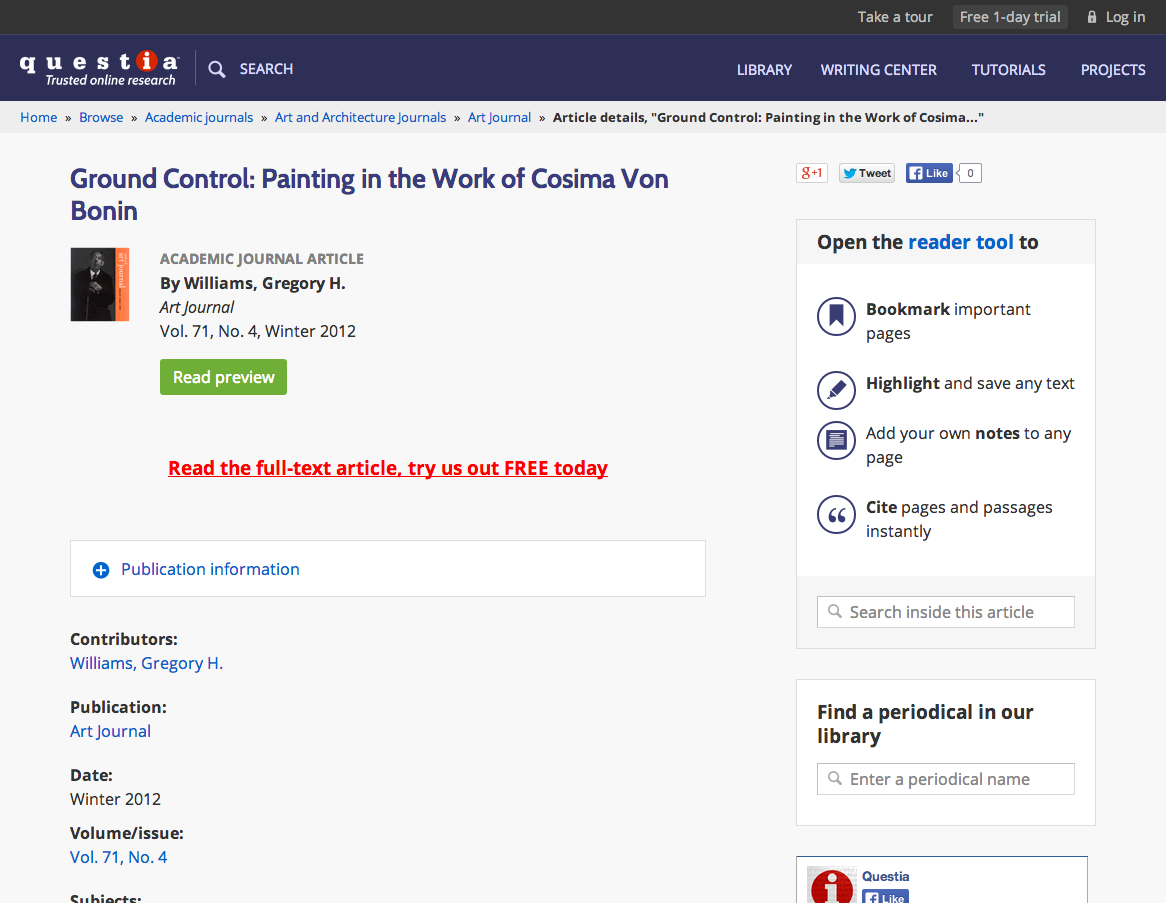 Take a tour
Free 1-day trial
Log in
questia
Trusted online research
SEARCH
LIBRARY
WRITING CENTER
TUTORIALS
PROJECTS
Home » Browse » Academic journals » Art and Architecture Journals » Art Journal » Article details, "Ground Control: Painting in the Work of Cosima..."
Ground Control: Painting in the Work of Cosima Von
Bonin
art journal
ACADEMIC JOURNAL ARTICLE
By Williams, Gregory H.
Art Journal
Vol. 71, No. 4, Winter 2012
Read preview
Read the full-text article, try us out FREE today
Publication information
Contributors:
Williams, Gregory H.
Publication:
Art Journal
Date:
Winter 2012
Volume/issue:
Vol. 71, No. 4
Subjects:
g+1
Tweet
Like
0
Open the reader tool to
Bookmark important
pages
Highlight and save any text
Add your own notes to any
page
Cite pages and passages
instantly
Search inside this article
Find a periodical in our
library
Enter a periodical name
Questia
Like